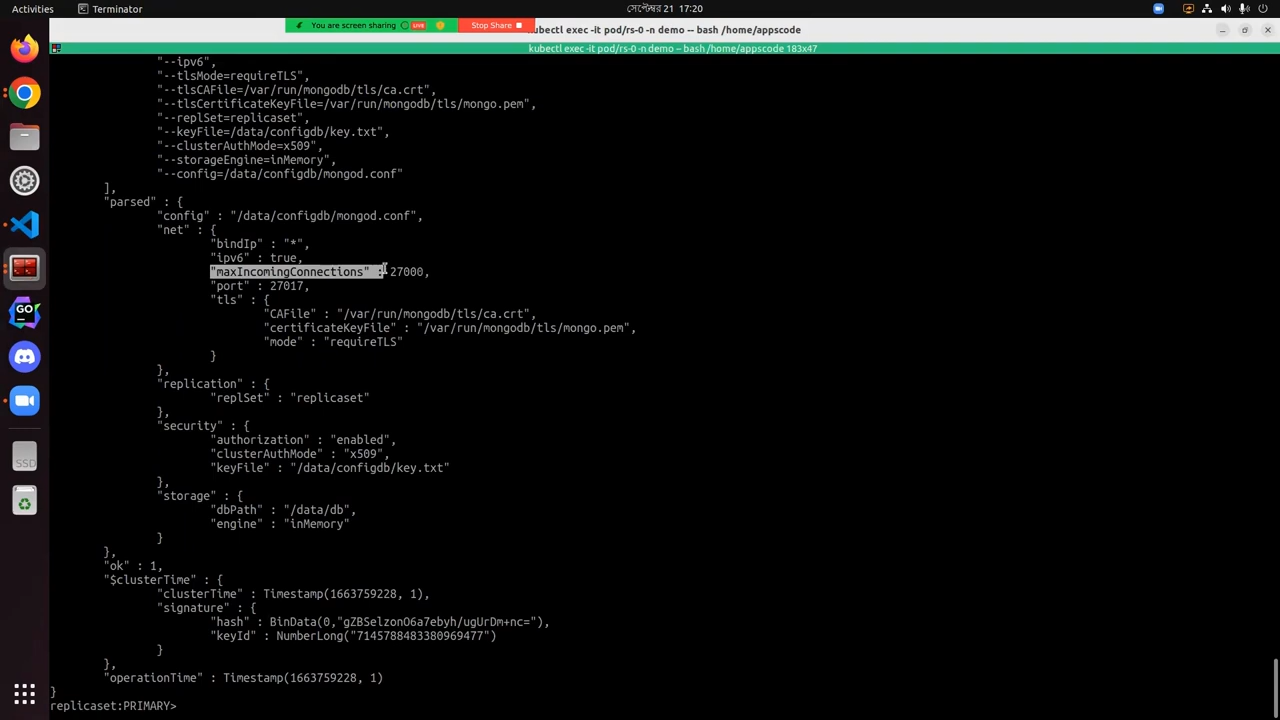 Activities
Terminator
সেপ্টেম্বর 21 17:20
You are screen sharing
LIVE
Stop Share
kubectl exec -it pod/rs-0 -n demo -- bash /home/appscode
kubectl exec -it pod/rs-0 -n demo -- bash /home/appscode 183x47
"--ipv6",
"--tlsMode=requireTLS",
"--tlsCAFile=/var/run/mongodb/tls/ca.crt",
"--tlsCertificateKeyFile=/var/run/mongodb/tls/mongo.pem",
"--replSet=replicaset",
"--keyFile=/data/configdb/key.txt",
"--clusterAuthMode=x509",
"--storageEngine=inMemory",
"--config=/data/configdb/mongod.conf"
],
"parsed" : {
"config" : "/data/configdb/mongod.conf",
"net" : {
"bindIp" : "*",
"ipv6" : true,
"maxIncomingConnections" : 27000,
"port" : 27017,
"tls" : {
"CAFile" : "/var/run/mongodb/tls/ca.crt",
"certificateKeyFile" : "/var/run/mongodb/tls/mongo.pem",
"mode" : "requireTLS"
}
},
"replication" : {
"replSet" : "replicaset"
},
"security" : {
"authorization" : "enabled",
"clusterAuthMode" : "x509",
"keyFile" : "/data/configdb/key.txt"
},
"storage" : {
"dbPath" : "/data/db",
"engine" : "inMemory"
}
},
"ok" : 1,
"$clusterTime" : {
"clusterTime" : Timestamp(1663759228, 1),
"signature" : {
"hash" : BinData(0,"gZBSelzonO6a7ebyh/ugUrDm+nc="),
"keyId" : NumberLong("7145788483380969477")
}
},
"operationTime" : Timestamp(1663759228, 1)
}
replicaset:PRIMARY>
GO
SSD